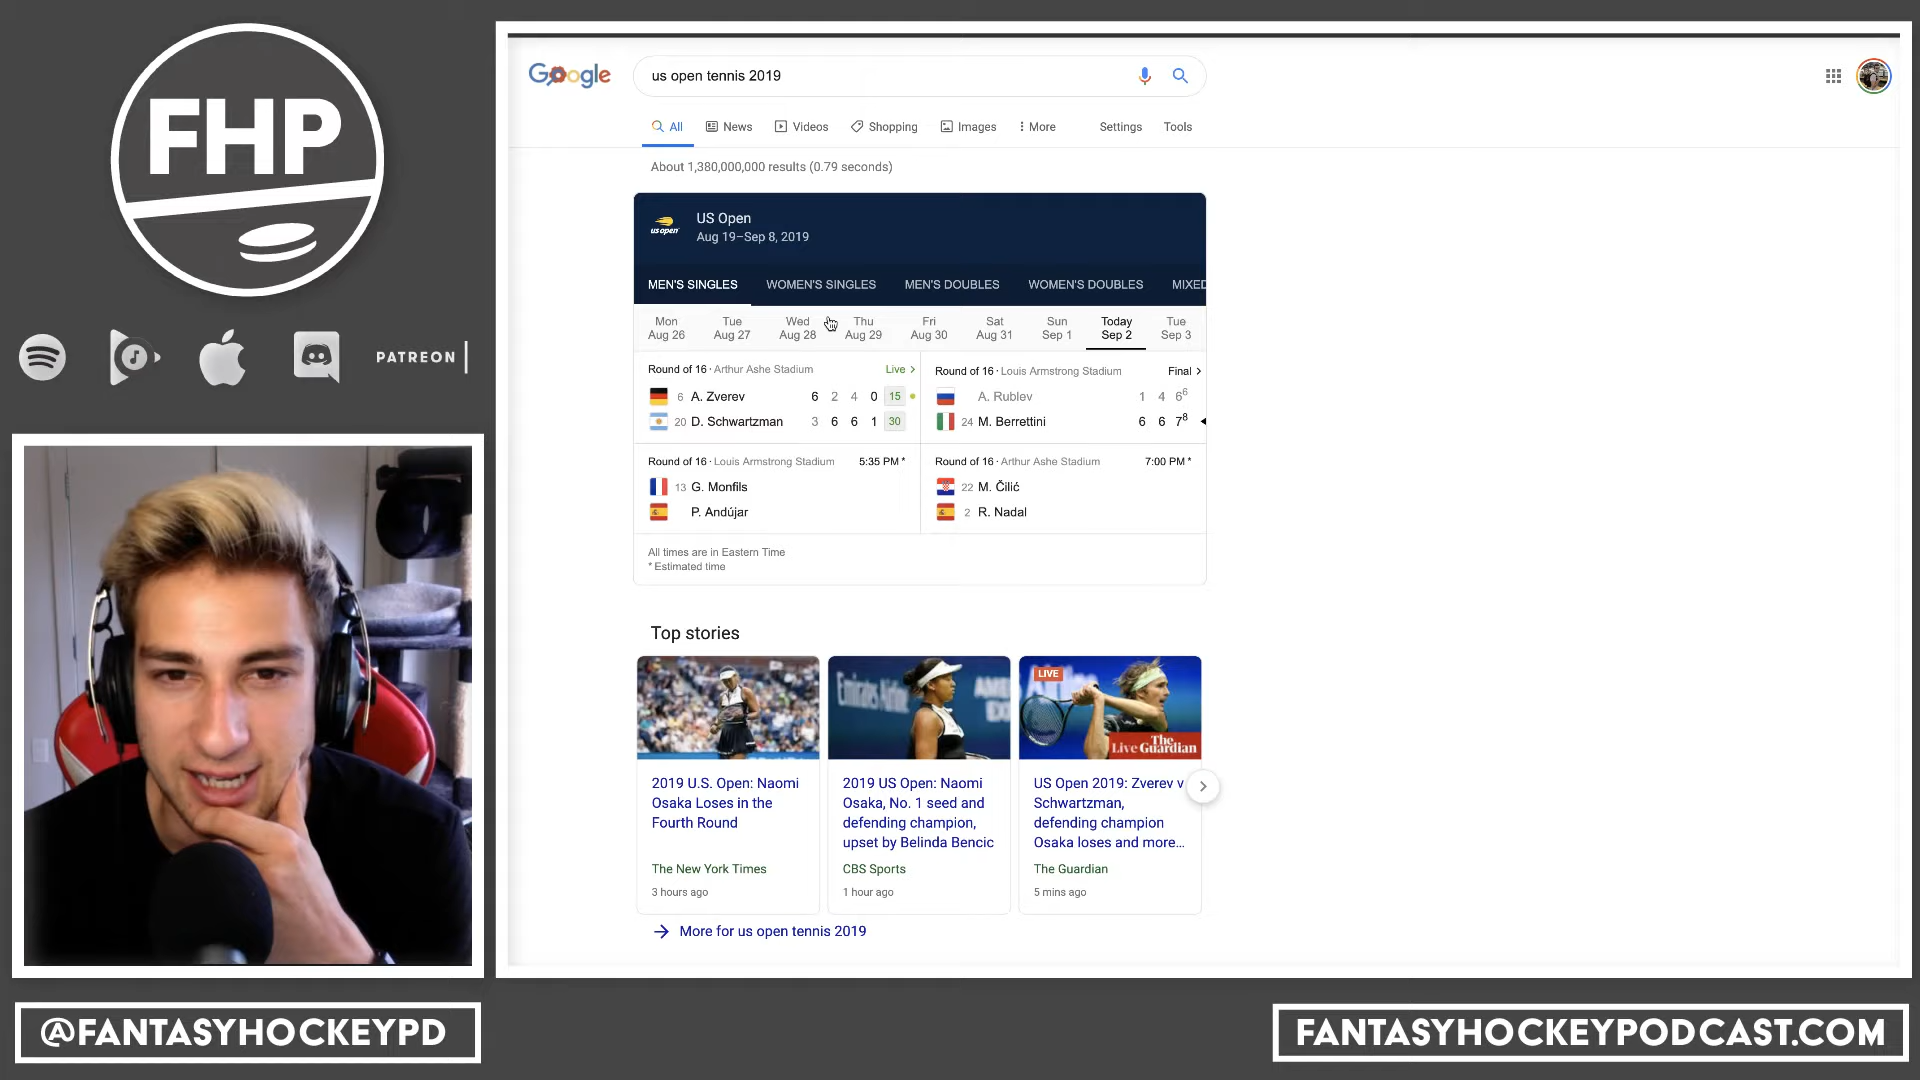 FHP
PATREON
@FANTASYHOCKEYPD
Google
us open tennis 2019
All
News
Videos
Shopping
Images
More
Settings
Tools
About 1,380,000,000 results (0.79 seconds)
us open
US Open
Aug 19–Sep 8, 2019
MEN'S SINGLES
WOMEN'S SINGLES
MEN'S DOUBLES
WOMEN'S DOUBLES
MIXED
Mon
Aug 26
Tue
Aug 27
Wed
Aug 28
Thu
Aug 29
Fri
Aug 30
Sat
Aug 31
Sun
Sep 1
Today
Sep 2
Tue
Sep 3
Round of 16 · Arthur Ashe Stadium Live
6 A. Zverev 6 2 4 0 15
20 D. Schwartzman 3 6 6 1 30
Round of 16 · Louis Armstrong Stadium Final
A. Rublev 1 4 6⁶
24 M. Berrettini 6 6 7⁸
Round of 16 · Louis Armstrong Stadium 5:35 PM *
13 G. Monfils
P. Andújar
Round of 16 · Arthur Ashe Stadium 7:00 PM *
22 M. Čilić
2 R. Nadal
All times are in Eastern Time
* Estimated time
Top stories
2019 U.S. Open: Naomi
Osaka Loses in the
Fourth Round
The New York Times
3 hours ago
Emirates Airline
2019 US Open: Naomi
Osaka, No. 1 seed and
defending champion,
upset by Belinda Bencic
CBS Sports
1 hour ago
LIVE
The
Live Guardian
US Open 2019: Zverev v
Schwartzman,
defending champion
Osaka loses and more...
The Guardian
5 mins ago
More for us open tennis 2019
FANTASYHOCKEYPODCAST.COM